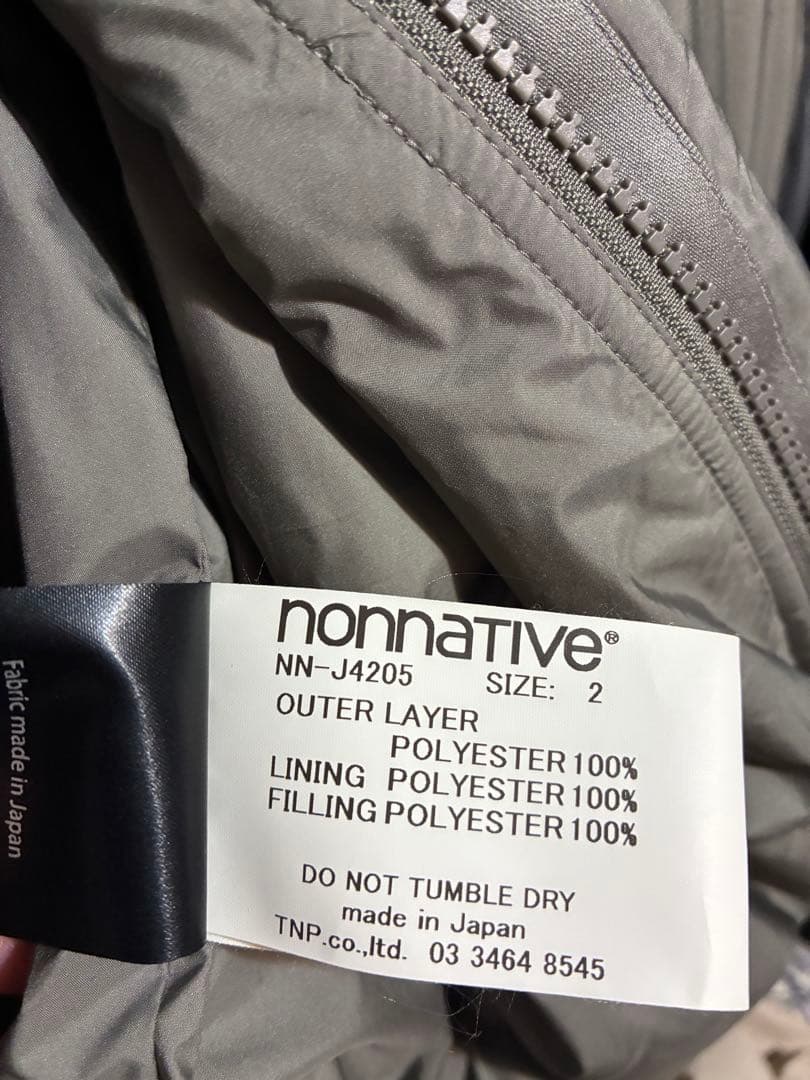 nonnative®
NN-J4205 SIZE: 2
OUTER LAYER
POLYESTER 100%
LINING POLYESTER 100%
FILLING POLYESTER 100%
DO NOT TUMBLE DRY
made in Japan
TNP.co.,ltd. 03 3464 8545
Fabric made in Japan